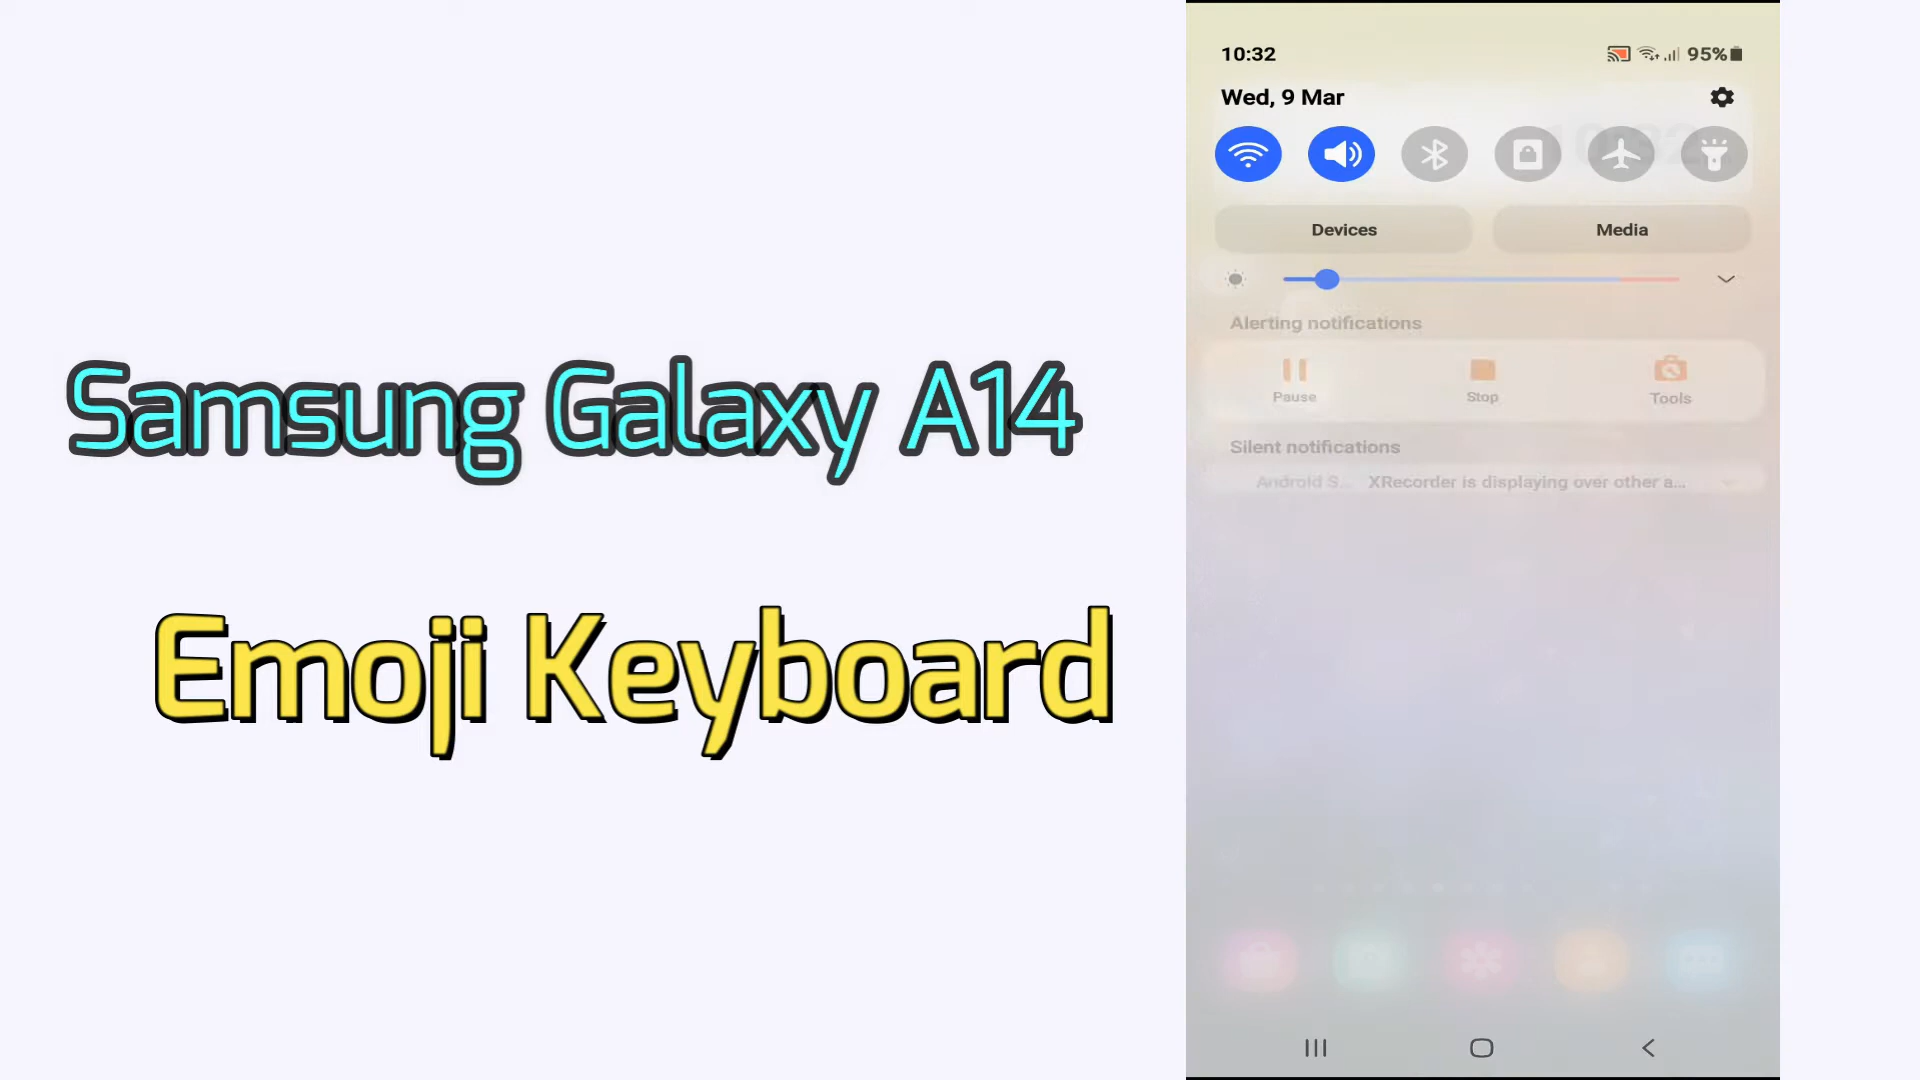 Samsung Galaxy A14
Emoji Keyboard
10:32
95%
Wed, 9 Mar
Devices
Media
Alerting notifications
Pause
Stop
Tools
Silent notifications
Android S... XRecorder is displaying over other a...